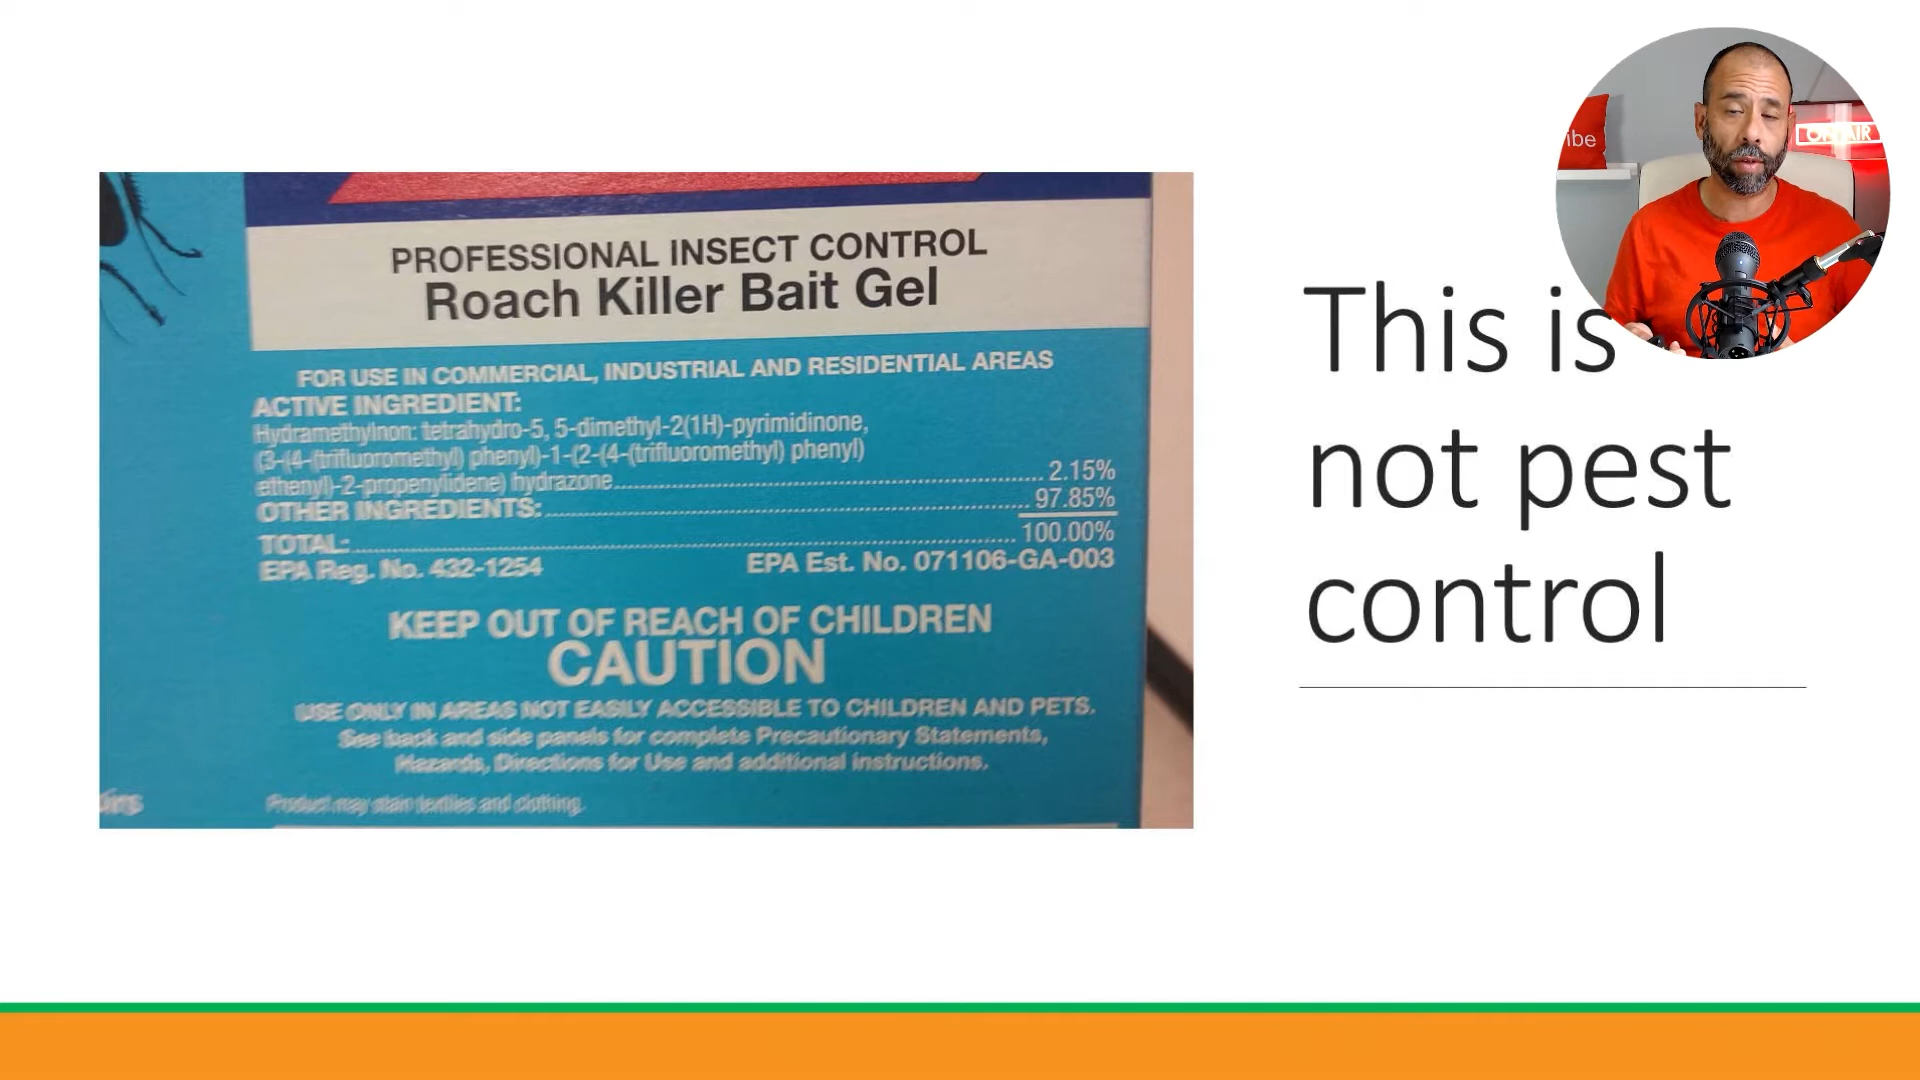 PROFESSIONAL INSECT CONTROL
Roach Killer Bait Gel
FOR USE IN COMMERCIAL, INDUSTRIAL AND RESIDENTIAL AREAS
ACTIVE INGREDIENT:
Hydramethylnon: tetrahydro-5, 5-dimethyl-2(1H)-pyrimidinone,
(3-(4-(trifluoromethyl) phenyl)-1-(2-(4-(trifluoromethyl) phenyl)
ethenyl)-2-propenylidene) hydrazone 2.15%
OTHER INGREDIENTS: 97.85%
TOTAL: 100.00%
EPA Reg. No. 432-1254 EPA Est. No. 071106-GA-003
KEEP OUT OF REACH OF CHILDREN
CAUTION
USE ONLY IN AREAS NOT EASILY ACCESSIBLE TO CHILDREN AND PETS.
See back and side panels for complete Precautionary Statements,
Hazards, Directions for Use and additional instructions.
Product may stain textiles and clothing.
This is
not pest
control
ibe
ON AIR